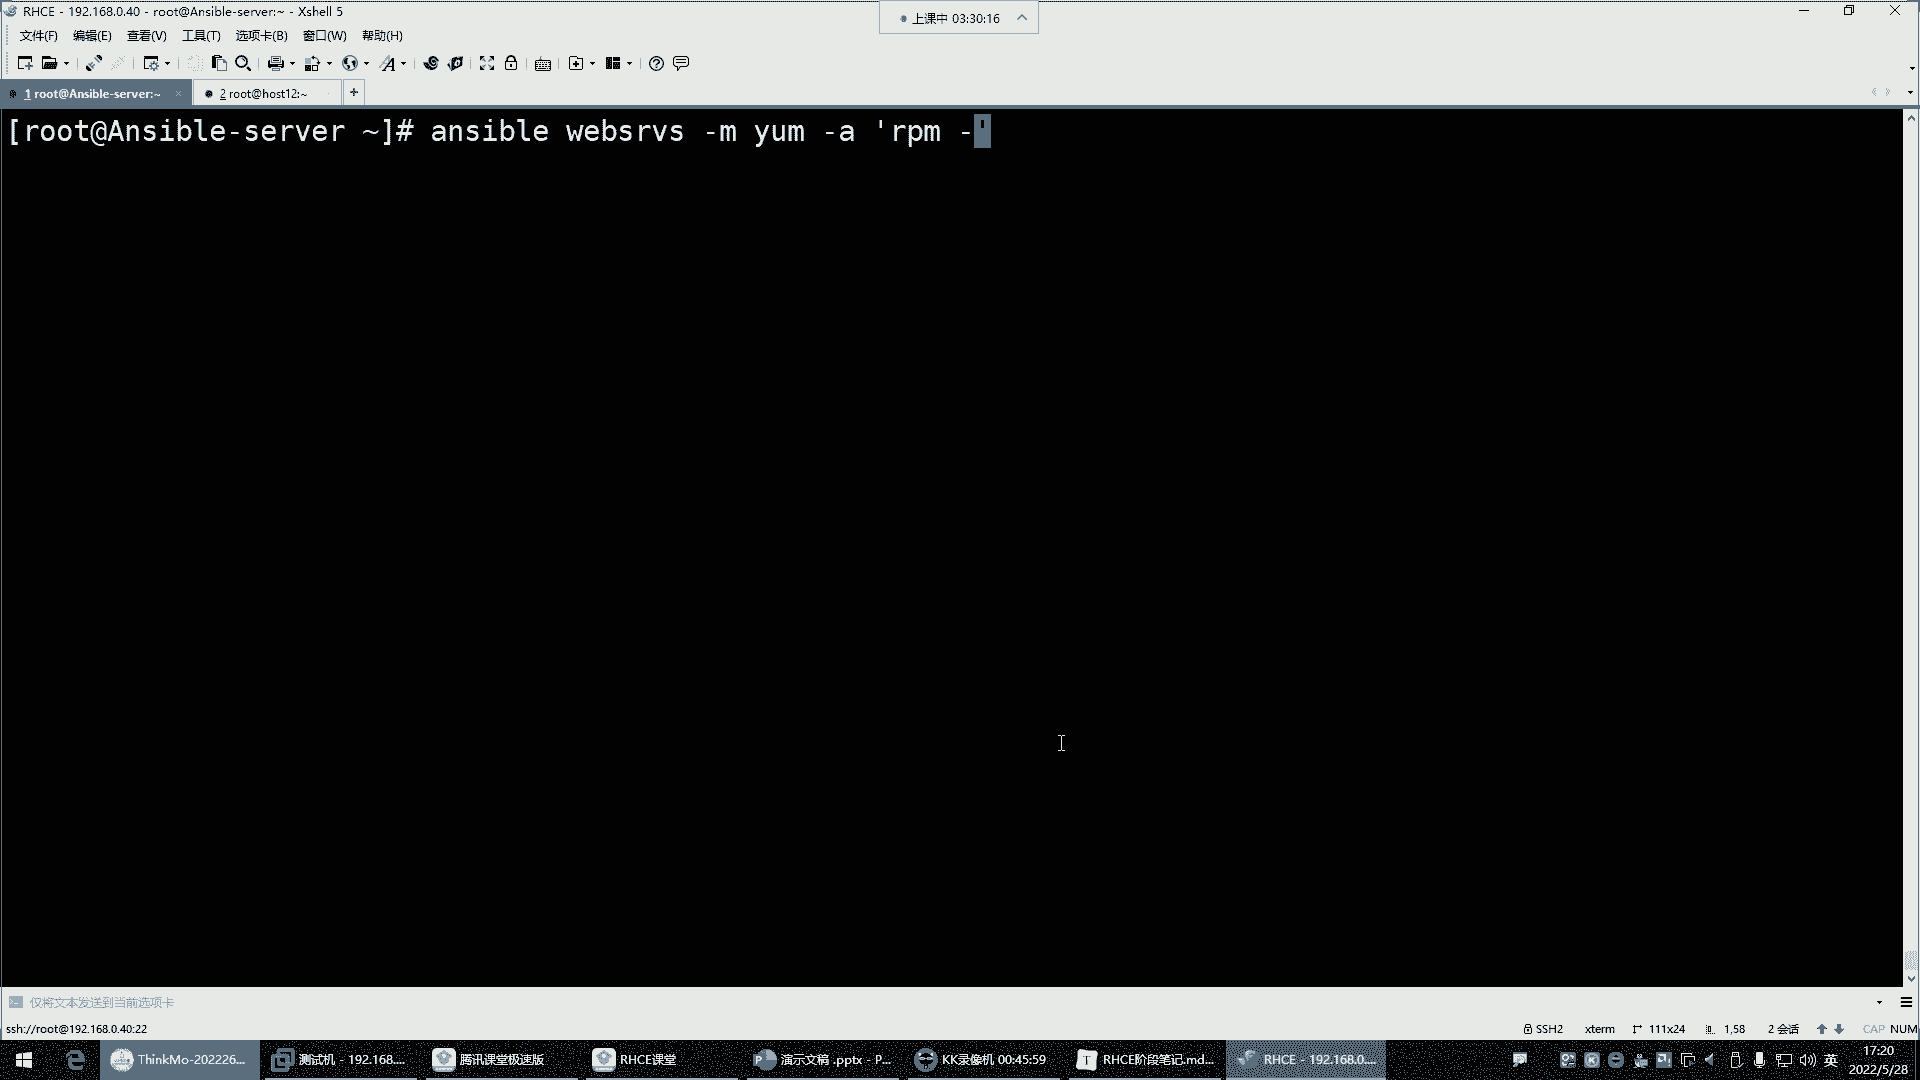 RHCE - 192.168.0.40 - root@Ansible-server:~ - Xshell 5
上课中 03:30:16
文件(F) 编辑(E) 查看(V) 工具(T) 选项卡(B) 窗口(W) 帮助(H)
1 root@Ansible-server:~ 2 root@host12:~
[root@Ansible-server ~]# ansible websrvs -m yum -a 'rpm -'
仅将文本发送到当前选项卡
ssh://root@192.168.0.40:22 SSH2 xterm 111x24 1,58 2 会话 CAP NUM
ThinkMo-202226... 测试机 - 192.168.... 腾讯课堂极速版 RHCE课堂 演示文稿 .pptx - P... KK录像机 00:45:59 RHCE阶段笔记.md... RHCE - 192.168.0.... 英 17:20
2022/5/28